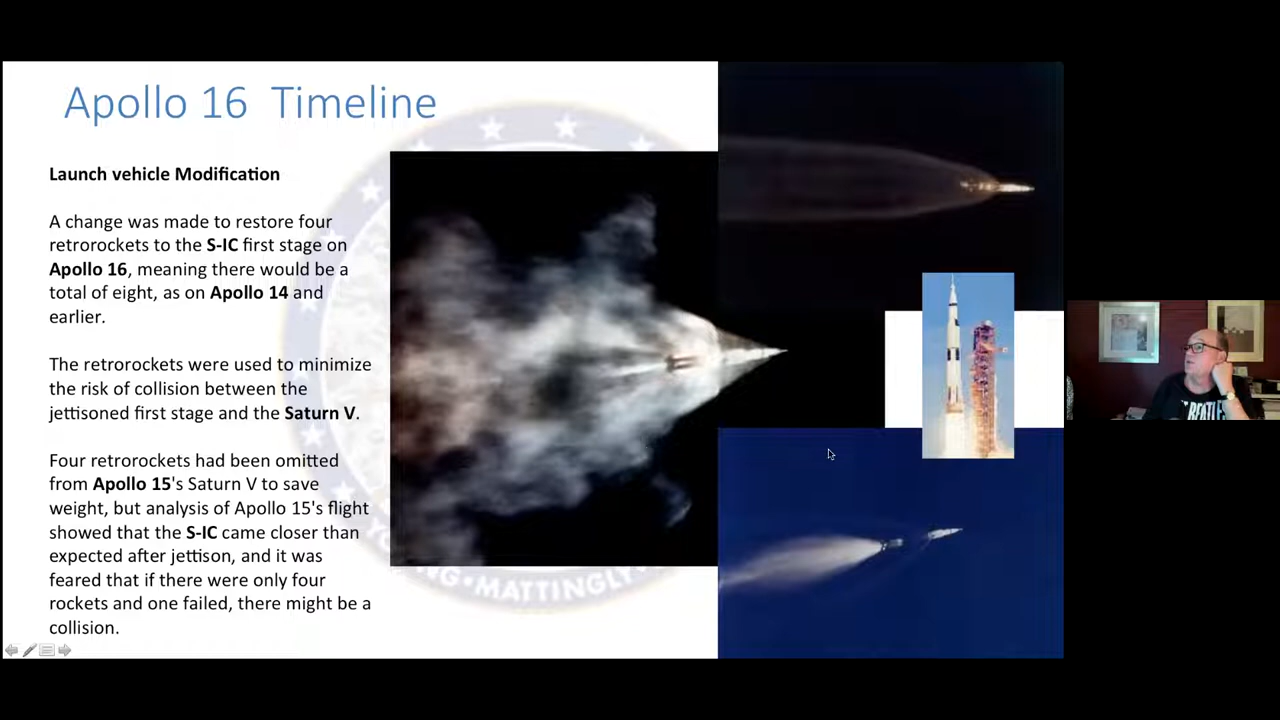 Apollo 16 Timeline
Launch vehicle Modification
A change was made to restore four
retrorockets to the S-IC first stage on
Apollo 16, meaning there would be a
total of eight, as on Apollo 14 and
earlier.
The retrorockets were used to minimize
the risk of collision between the
jettisoned first stage and the Saturn V.
Four retrorockets had been omitted
from Apollo 15's Saturn V to save
weight, but analysis of Apollo 15's flight
showed that the S-IC came closer than
expected after jettison, and it was
feared that if there were only four
rockets and one failed, there might be a
collision.
MATTINGLY
BEATLES